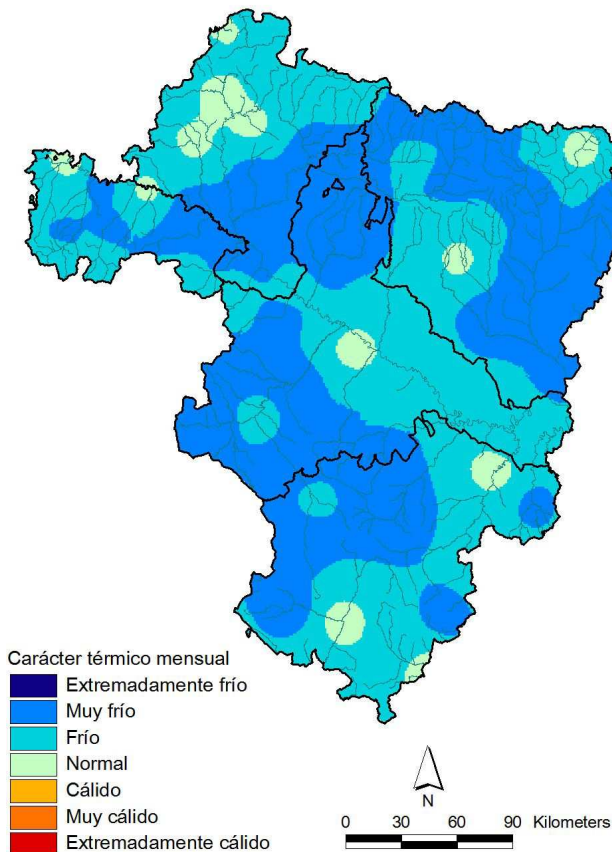 Carácter térmico mensual
Extremadamente frío
Muy frío
Frío
Normal
Cálido
Muy cálido
Extremadamente cálido
N
0 30 60 90 Kilometers